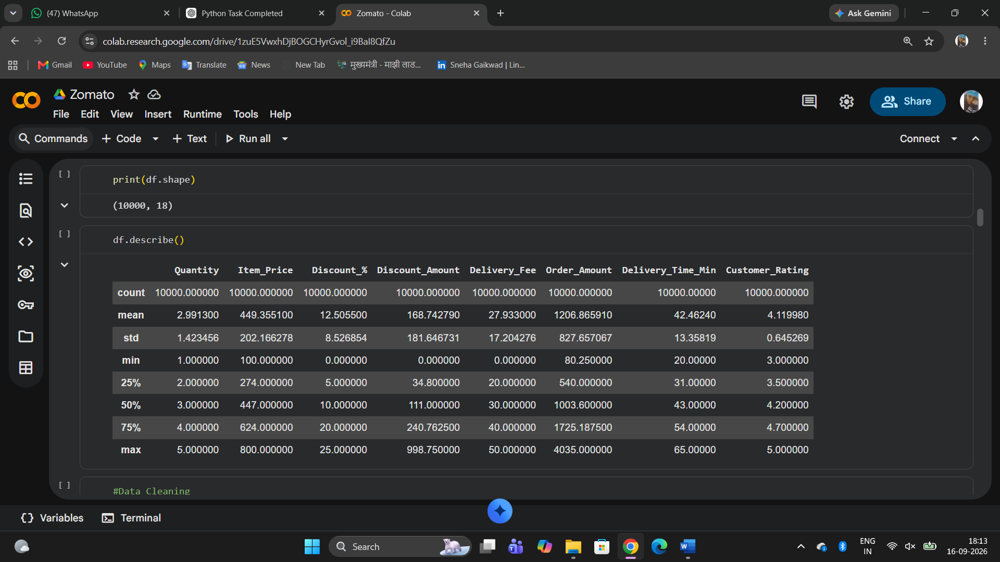 (47) WhatsApp
Python Task Completed
Zomato - Colab
Ask Gemini
colab.research.google.com/drive/1zuE5VwxhDjBOGCHyrGvol_i9Bal8QfZu
Gmail YouTube Maps Translate News New Tab मुख्यमंत्री - माझी लाड... Sneha Gaikwad | Lin...
Zomato
File Edit View Insert Runtime Tools Help
Share
Commands + Code + Text Run all Connect
[ ] print(df.shape)
(10000, 18)
[ ] df.describe()
Quantity Item_Price Discount_% Discount_Amount Delivery_Fee Order_Amount Delivery_Time_Min Customer_Rating
count 10000.000000 10000.000000 10000.000000 10000.000000 10000.000000 10000.000000 10000.00000 10000.000000
mean 2.991300 449.355100 12.505500 168.742790 27.933000 1206.865910 42.46240 4.119980
std 1.423456 202.166278 8.526854 181.646731 17.204276 827.657067 13.35819 0.645269
min 1.000000 100.000000 0.000000 0.000000 0.000000 80.250000 20.00000 3.000000
25% 2.000000 274.000000 5.000000 34.800000 20.000000 540.000000 31.00000 3.500000
50% 3.000000 447.000000 10.000000 111.000000 30.000000 1003.600000 43.00000 4.200000
75% 4.000000 624.000000 20.000000 240.762500 40.000000 1725.187500 54.00000 4.700000
max 5.000000 800.000000 25.000000 998.750000 50.000000 4035.000000 65.00000 5.000000
[ ] #Data Cleaning
Variables Terminal
Search
ENG
IN
18:13
16-09-2026